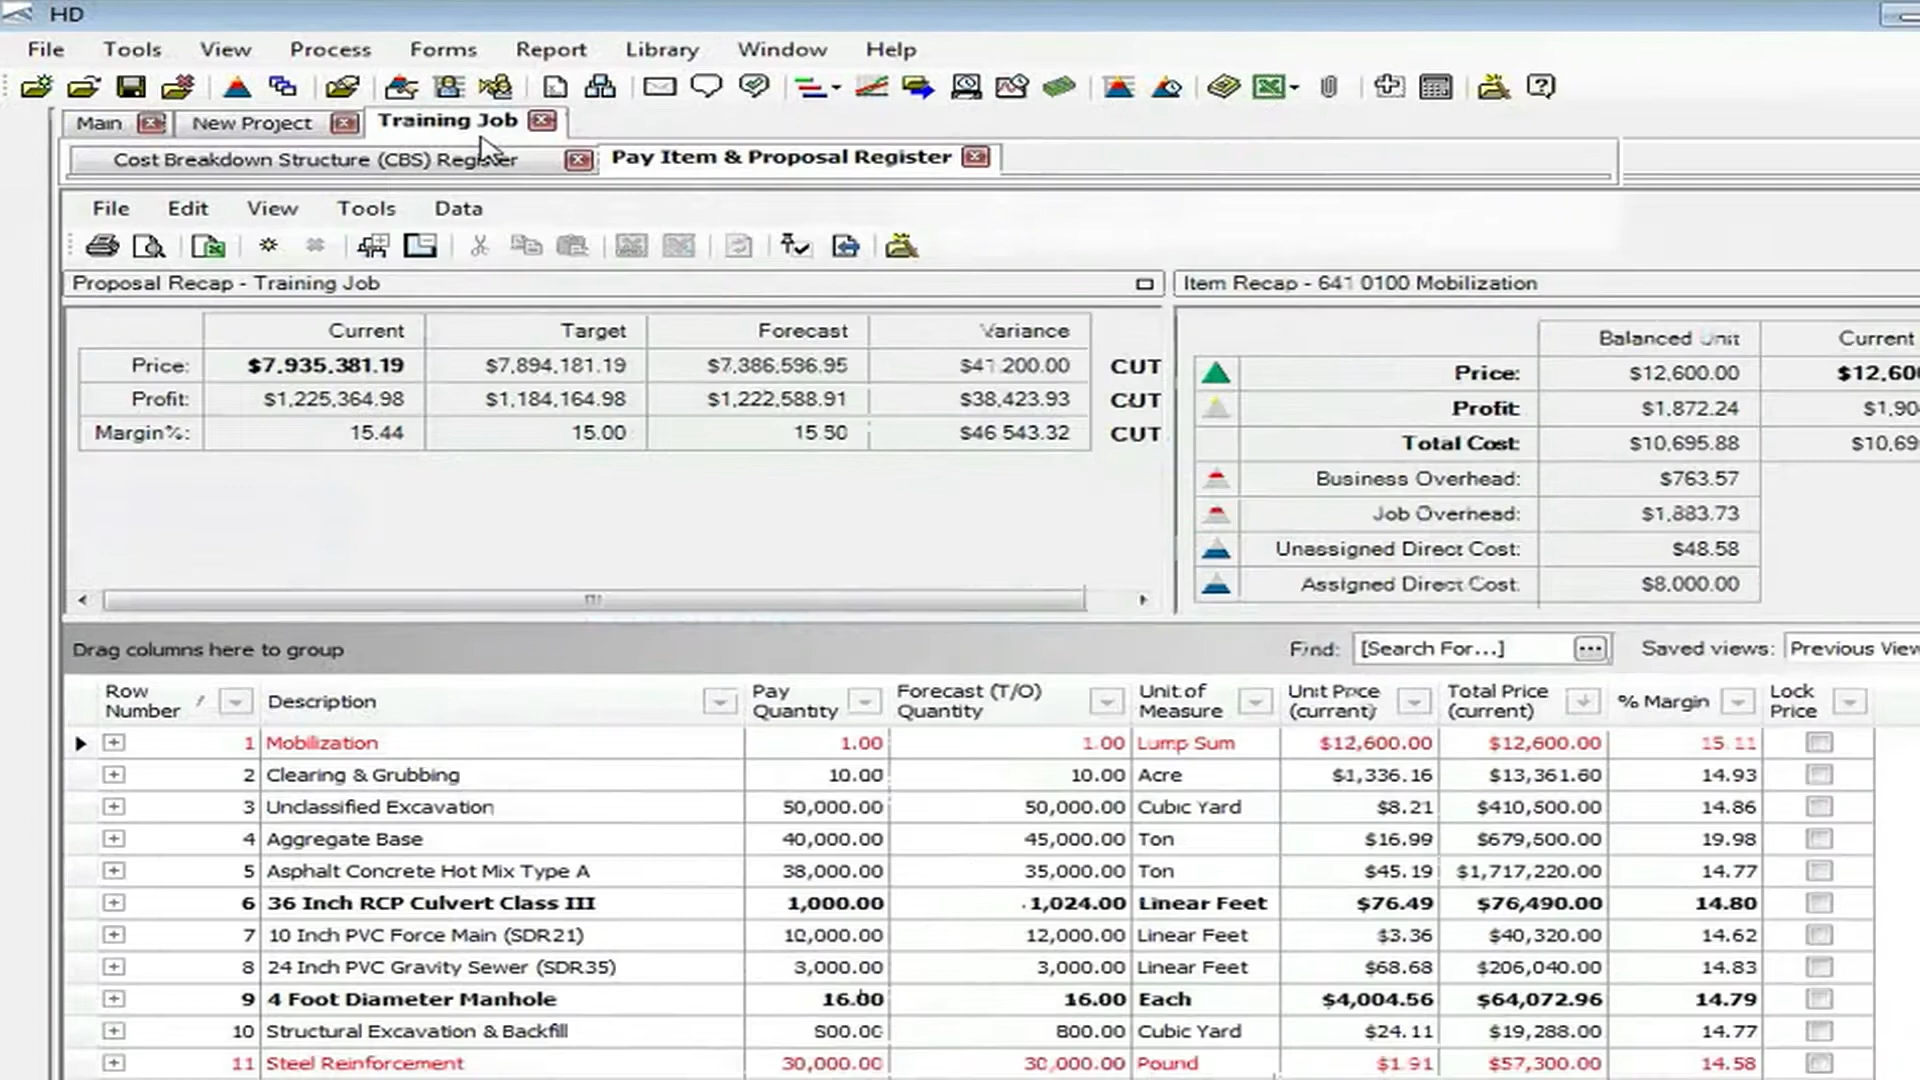 HD
File Tools View Process Forms Report Library Window Help
Main New Project Training Job
Cost Breakdown Structure (CBS) Register Pay Item & Proposal Register
File Edit View Tools Data
Proposal Recap - Training Job
Current Target Forecast Variance
Price: $7,935,381.19 $7,894,181.19 $7,386,596.95 $41 200.00 CUT
Profit: $1,225,364.98 $1,184,164.98 $1,222,588.91 $38,423.93 CUT
Margin%: 15.44 15.00 15.50 $46 543.32 CUT
Item Recap - 641 0100 Mobilization
Balanced Unit Current
Price: $12,600.00 $12,600
Profit: $1,872.24 $1,90
Total Cost: $10,695.88 $10,69
Business Overhead: $763.57
Job Overhead: $1,883.73
Unassigned Direct Cost: $48.58
Assigned Direct Cost: $8,000.00
Drag columns here to group Find: [Search For...] Saved views: Previous View
Row Number Description Pay Quantity Forecast (T/O) Quantity Unit of Measure Unit Price (current) Total Price (current) % Margin Lock Price
1 Mobilization 1.00 1.00 Lump Sum $12,600.00 $12,600.00 15.11
2 Clearing & Grubbing 10.00 10.00 Acre $1,336.16 $13,361.60 14.93
3 Unclassified Excavation 50,000.00 50,000.00 Cubic Yard $8.21 $410,500.00 14.86
4 Aggregate Base 40,000.00 45,000.00 Ton $16.99 $679,500.00 19.98
5 Asphalt Concrete Hot Mix Type A 38,000.00 35,000.00 Ton $45.19 $1,717,220.00 14.77
6 36 Inch RCP Culvert Class III 1,000.00 1,024.00 Linear Feet $76.49 $76,490.00 14.80
7 10 Inch PVC Force Main (SDR21) 12,000.00 12,000.00 Linear Feet $3.36 $40,320.00 14.62
8 24 Inch PVC Gravity Sewer (SDR35) 3,000.00 3,000.00 Linear Feet $68.68 $206,040.00 14.83
9 4 Foot Diameter Manhole 16.00 16.00 Each $4,004.56 $64,072.96 14.79
10 Structural Excavation & Backfill 800.00 800.00 Cubic Yard $24.11 $19,288.00 14.77
11 Steel Reinforcement 30,000.00 30,000.00 Pound $1.91 $57,300.00 14.58